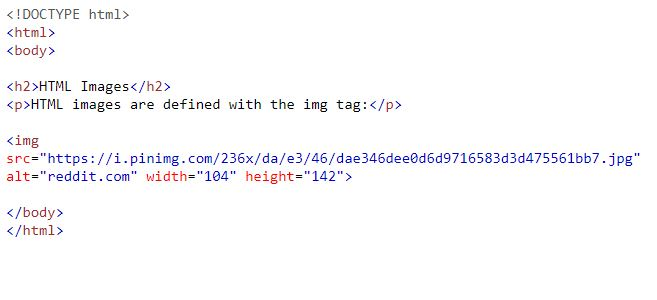 <!DOCTYPE html>
<html>
<body>
<h2>HTML Images</h2>
<p>HTML images are defined with the img tag:</p>
<img
src="https://i.pinimg.com/236x/da/e3/46/dae346dee0d6d9716583d3d475561bb7.jpg"
alt="reddit.com" width="104" height="142">
</body>
</html>